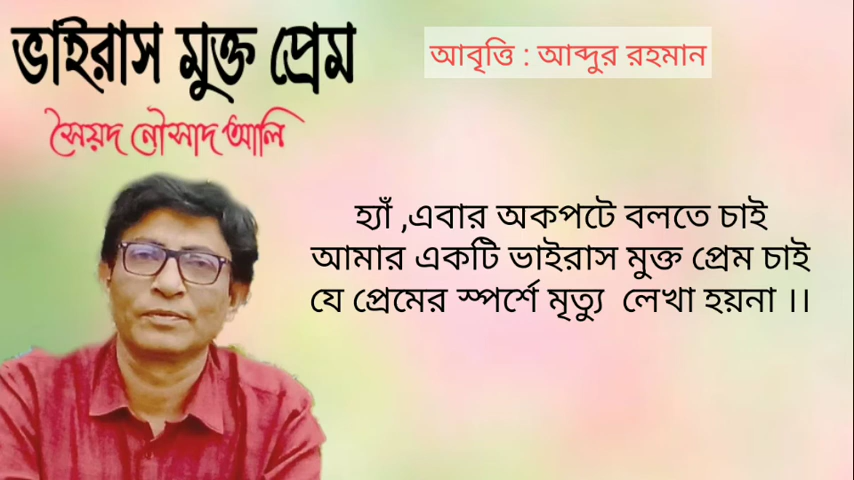 ভাইরাস মুক্ত প্রেম
সৈয়দ নৌসাদ আলি
আবৃত্তি : আব্দুর রহমান
হ্যাঁ ,এবার অকপটে বলতে চাই
আমার একটি ভাইরাস মুক্ত প্রেম চাই
যে প্রেমের স্পর্শে মৃত্যু লেখা হয়না ।।